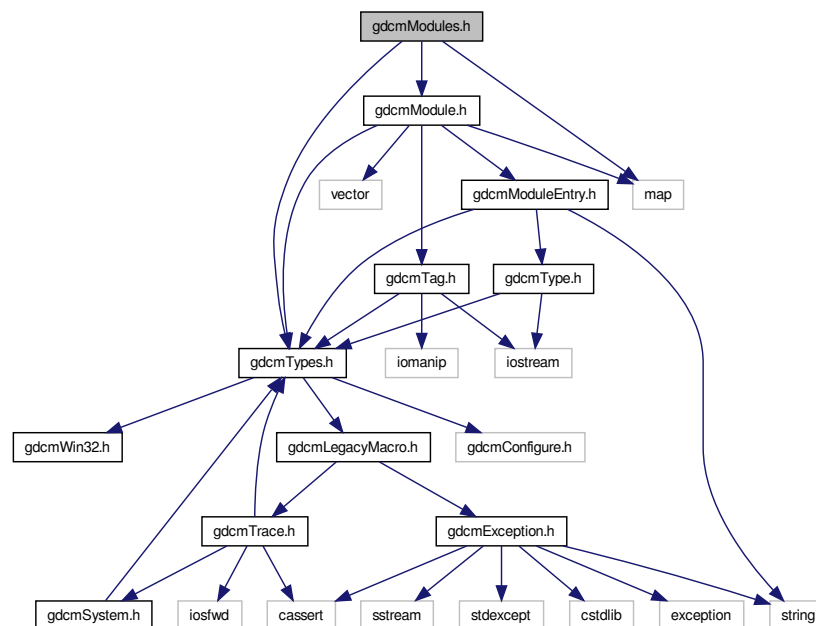 gdcmModules.h
gdcmModule.h
vector
gdcmModuleEntry.h
map
gdcmTag.h
gdcmType.h
gdcmTypes.h
iomanip
iostream
gdcmWin32.h
gdcmLegacyMacro.h
gdcmConfigure.h
gdcmTrace.h
gdcmException.h
gdcmSystem.h
iosfwd
cassert
sstream
stdexcept
cstdlib
exception
string